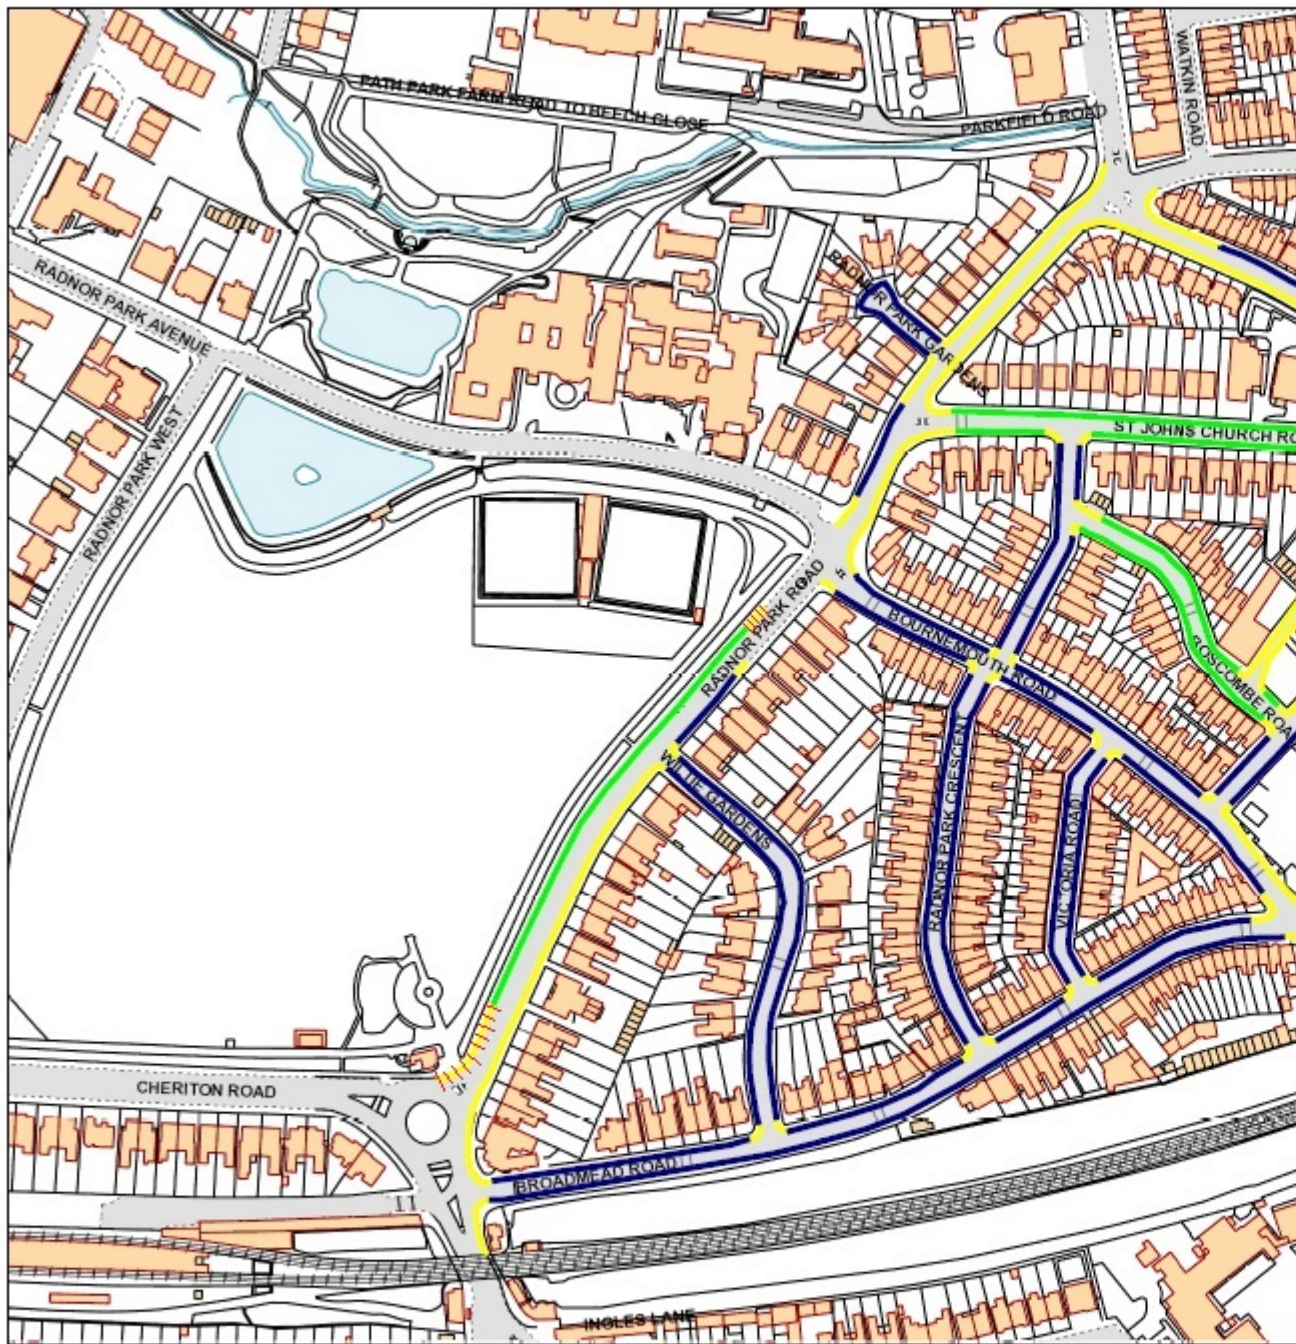 WATKIN ROAD
PATH PARK FARM ROAD TO BEECH CLOSE
PARKFIELD ROAD
RADNOR PARK AVENUE
RADNOR PARK GARDENS
ST JOHNS CHURCH RO
RADNOR PARK WEST
RADNOR PARK ROAD
BOURNEMOUTH ROAD
BOSCOMBE ROA
WILTIE GARDENS
RADNOR PARK CRESCENT
VICTORIA ROAD
CHERITON ROAD
BROADMEAD ROAD
INGLES LANE